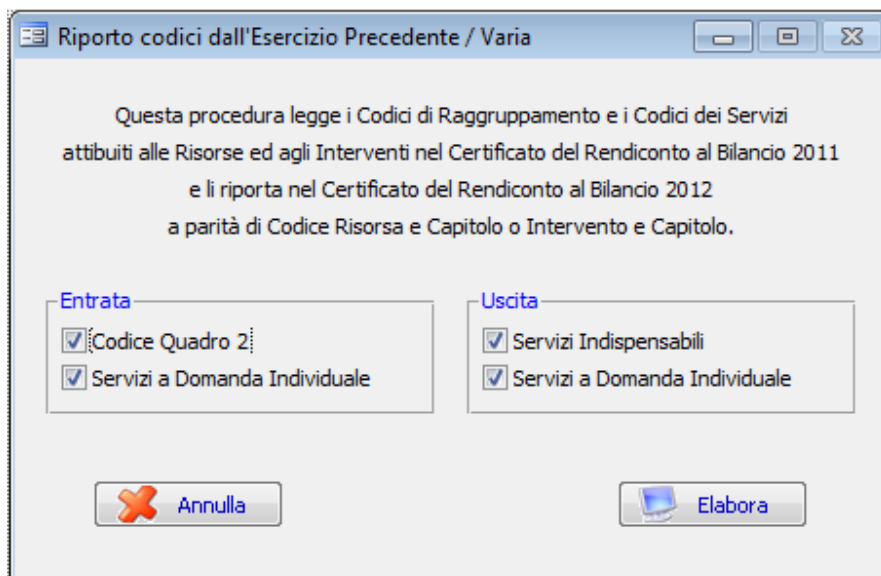 Riporto codici dall'Esercizio Precedente / Varia
Questa procedura legge i Codici di Raggruppamento e i Codici dei Servizi
attibuiti alle Risorse ed agli Interventi nel Certificato del Rendiconto al Bilancio 2011
e li riporta nel Certificato del Rendiconto al Bilancio 2012
a parità di Codice Risorsa e Capitolo o Intervento e Capitolo.
Entrata
Codice Quadro 2
Servizi a Domanda Individuale
Uscita
Servizi Indispensabili
Servizi a Domanda Individuale
Annulla
Elabora